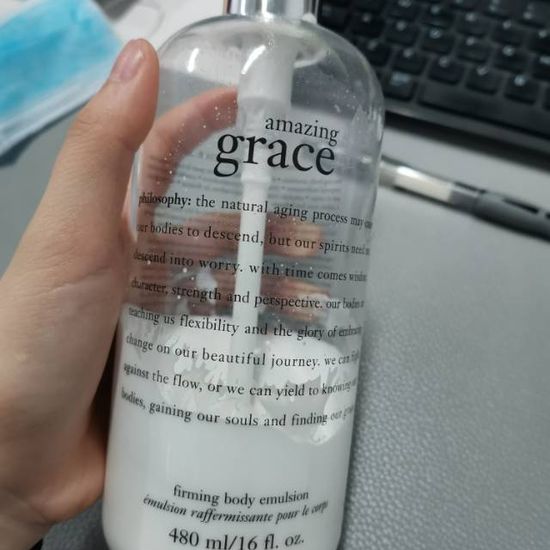 amazing
grace
philosophy: the natural aging process may
our bodies to descend, but our spirits need
descend into worry. with time comes
character, strength and perspective. our bodies
teaching us flexibility and the glory of
change on our beautiful journey. we can
against the flow, or we can yield to
bodies, gaining our souls and finding our
firming body emulsion
émulsion raffermissante pour le corps
480 ml/16 fl. oz.